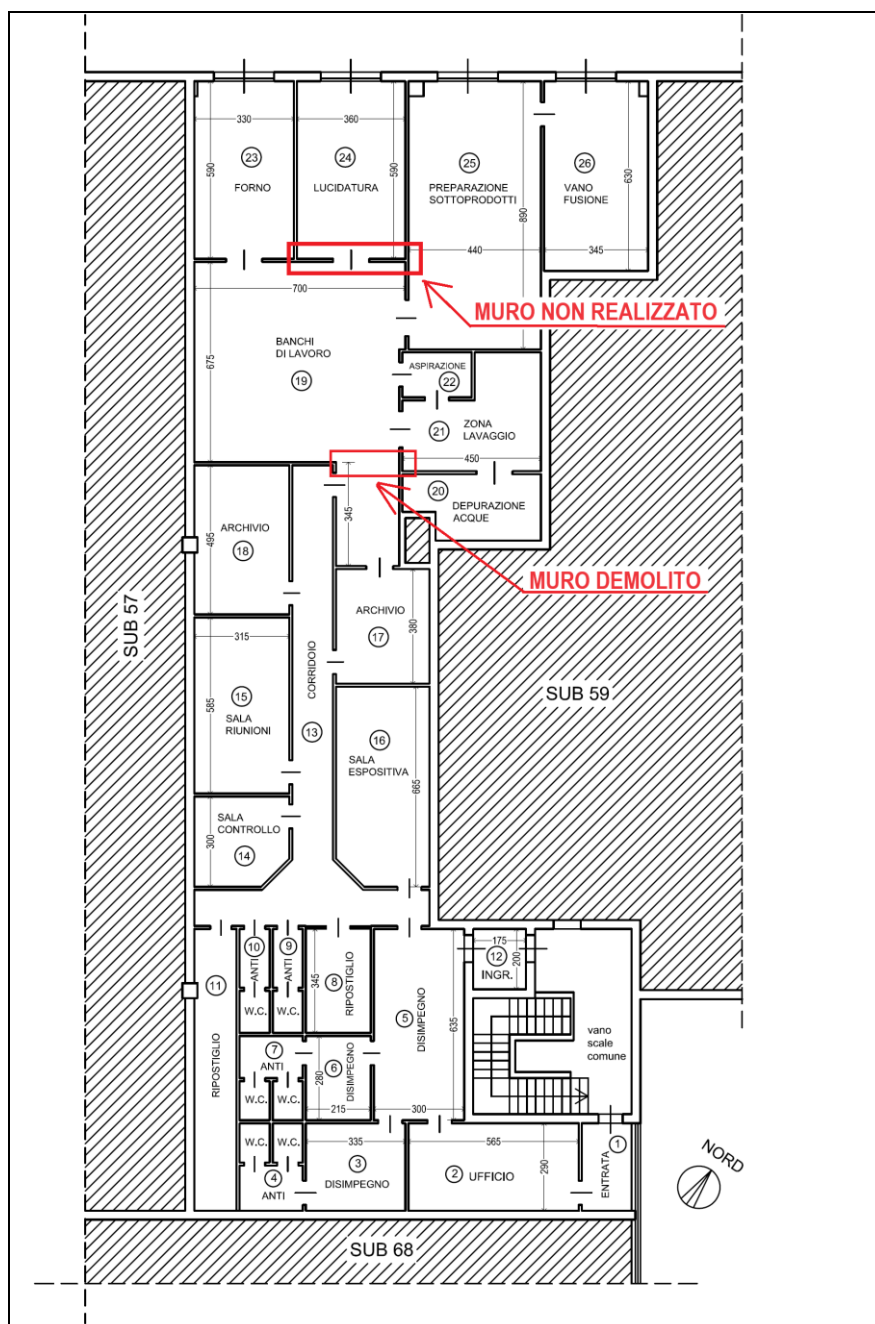 330
360
23
24
25
26
590
FORNO
LUCIDATURA
590
PREPARAZIONE
SOTTOPRODOTTI
VANO
FUSIONE
630
890
440
345
700
MURO NON REALIZZATO
BANCHI
DI LAVORO
675
19
ASPIRAZIONE
22
21
ZONA
LAVAGGIO
450
20
DEPURAZIONE
ACQUE
345
ARCHIVIO
495
18
MURO DEMOLITO
ARCHIVIO
380
17
SUB 57
315
CORRIDOIO
SUB 59
585
15
SALA
RIUNIONI
13
16
SALA
ESPOSITIVA
665
SALA
CONTROLLO
300
14
10
9
ANTI
ANTI
175
12
200
INGR.
11
345
8
RIPOSTIGLIO
W.C.
W.C.
5
DISIMPEGNO
635
vano
scale
comune
RIPOSTIGLIO
7
ANTI
6
DISIMPEGNO
280
W.C.
W.C.
215
300
W.C.
W.C.
335
565
1
ENTRATA
3
DISIMPEGNO
2
UFFICIO
290
4
ANTI
NORD
SUB 68